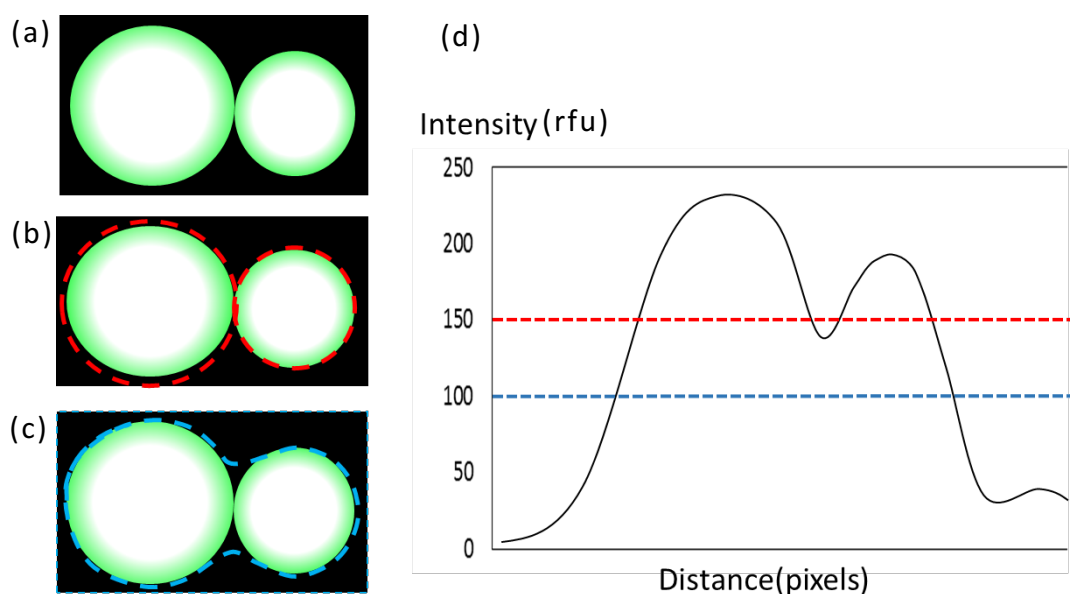 (a)
(b)
(c)
(d)
Intensity (rfu)
250
200
150
100
50
0
Distance(pixels)